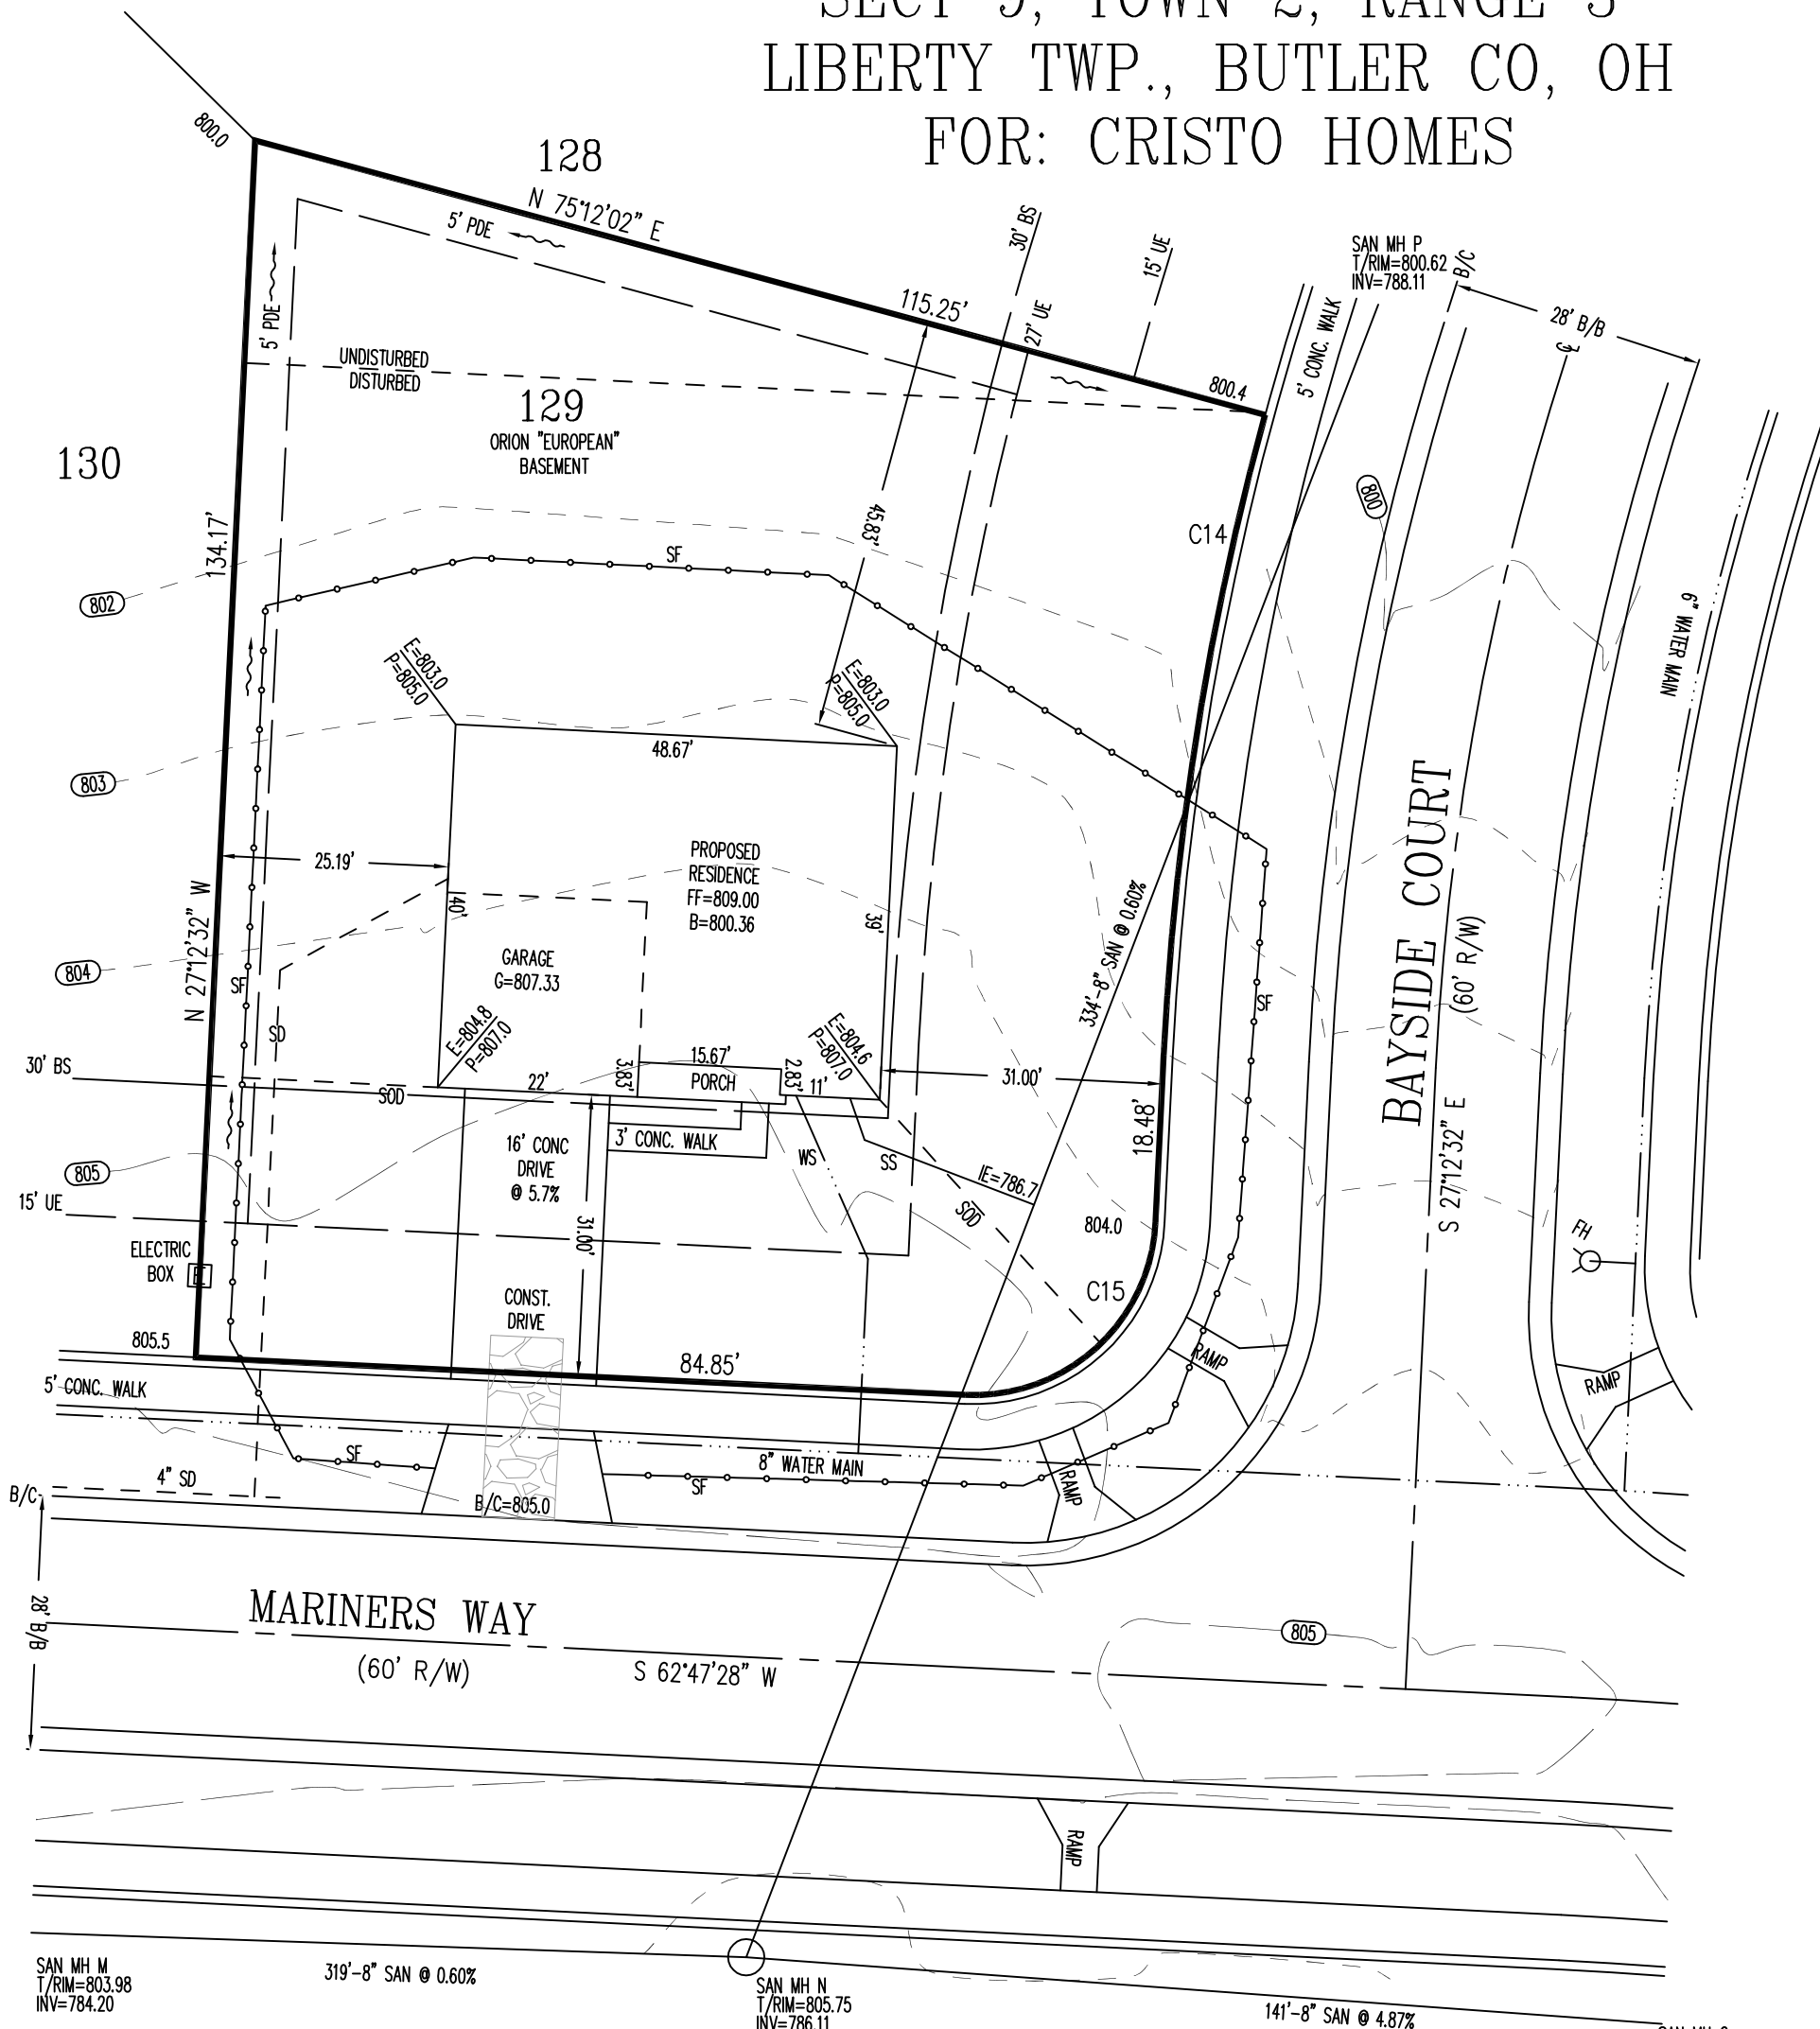 SECT 5, TOWN 2, RANGE 3
LIBERTY TWP., BUTLER CO, OH
FOR: CRISTO HOMES
800.0
128
N 75°12'02" E
5' PDE
115.25'
30' BS
27' UE
15' UE
SAN MH P
T/RIM=800.62
INV=788.11
B/C
28' B/B
5' CONC. WALK
800.4
5' PDE
UNDISTURBED
DISTURBED
129
ORION "EUROPEAN"
BASEMENT
130
134.17'
45.83'
C14
800
SF
802
6" WATER MAIN
E=803.0
P=805.0
E=803.0
P=805.0
48.67'
803
25.19'
PROPOSED
RESIDENCE
FF=809.00
B=800.36
40'
39'
BAYSIDE COURT
(60' R/W)
S 27°12'32" E
N 27°12'32" W
804
GARAGE
G=807.33
334'-8" SAN @ 0.60%
SF
SF
SD
E=804.8
P=807.0
E=804.6
P=807.0
30' BS
22'
3.83'
15.67'
PORCH
2.83'
11'
31.00'
18.48'
SOD
16' CONC
DRIVE
@ 5.7%
3' CONC. WALK
WS
SS
IE=786.7
SOD
805
15' UE
31.00'
804.0
FH
ELECTRIC
BOX
E
C15
CONST.
DRIVE
805.5
84.85'
RAMP
RAMP
5' CONC. WALK
SF
8" WATER MAIN
SF
RAMP
4" SD
B/C
B/C=805.0
28' B/B
MARINERS WAY
(60' R/W)
S 62°47'28" W
805
RAMP
SAN MH M
T/RIM=803.98
INV=784.20
319'-8" SAN @ 0.60%
SAN MH N
T/RIM=805.75
INV=786.11
141'-8" SAN @ 4.87%